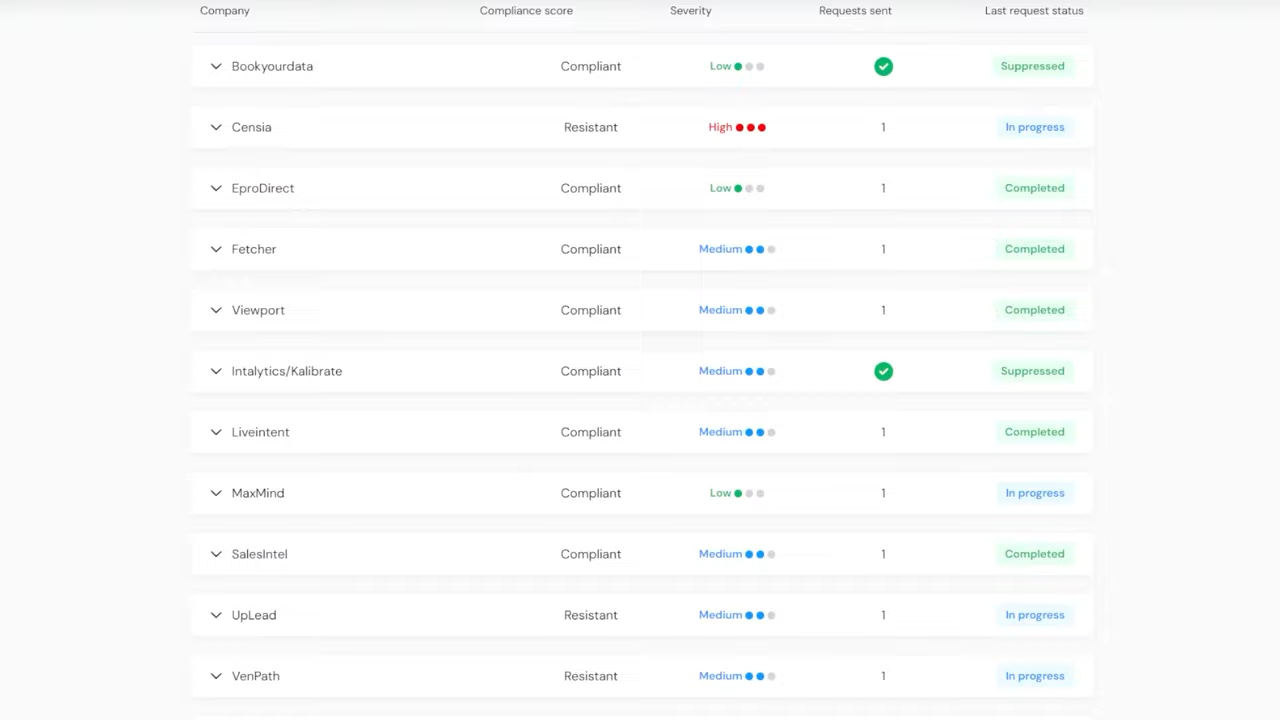 Company Compliance score Severity Requests sent Last request status
Bookyourdata Compliant Low Suppressed
Censia Resistant High 1 In progress
EproDirect Compliant Low 1 Completed
Fetcher Compliant Medium 1 Completed
Viewport Compliant Medium 1 Completed
Intalytics/Kalibrate Compliant Medium Suppressed
Liveintent Compliant Medium 1 Completed
MaxMind Compliant Low 1 In progress
SalesIntel Compliant Medium 1 Completed
UpLead Resistant Medium 1 In progress
VenPath Resistant Medium 1 In progress